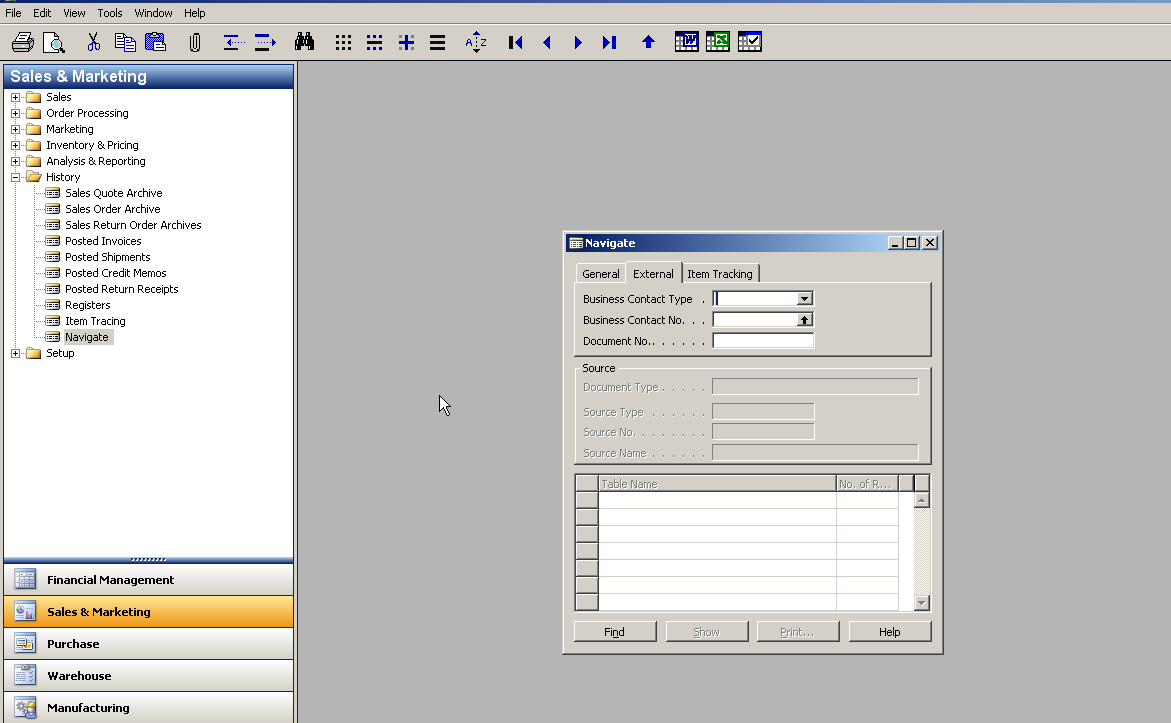 File Edit View Tools Window Help
A Z
W
Sales & Marketing
Sales
Order Processing
Marketing
Inventory & Pricing
Analysis & Reporting
History
Sales Quote Archive
Sales Order Archive
Sales Return Order Archives
Posted Invoices
Posted Shipments
Posted Credit Memos
Posted Return Receipts
Registers
Item Tracing
Navigate
Setup
Financial Management
Sales & Marketing
Purchase
Warehouse
Manufacturing
Navigate
General External Item Tracking
Business Contact Type .
Business Contact No. . .
Document No.. . . . . .
Source
Document Type . . . . .
Source Type . . . . . .
Source No. . . . . . . .
Source Name . . . . . .
Table Name No. of R...
Find Show Print... Help